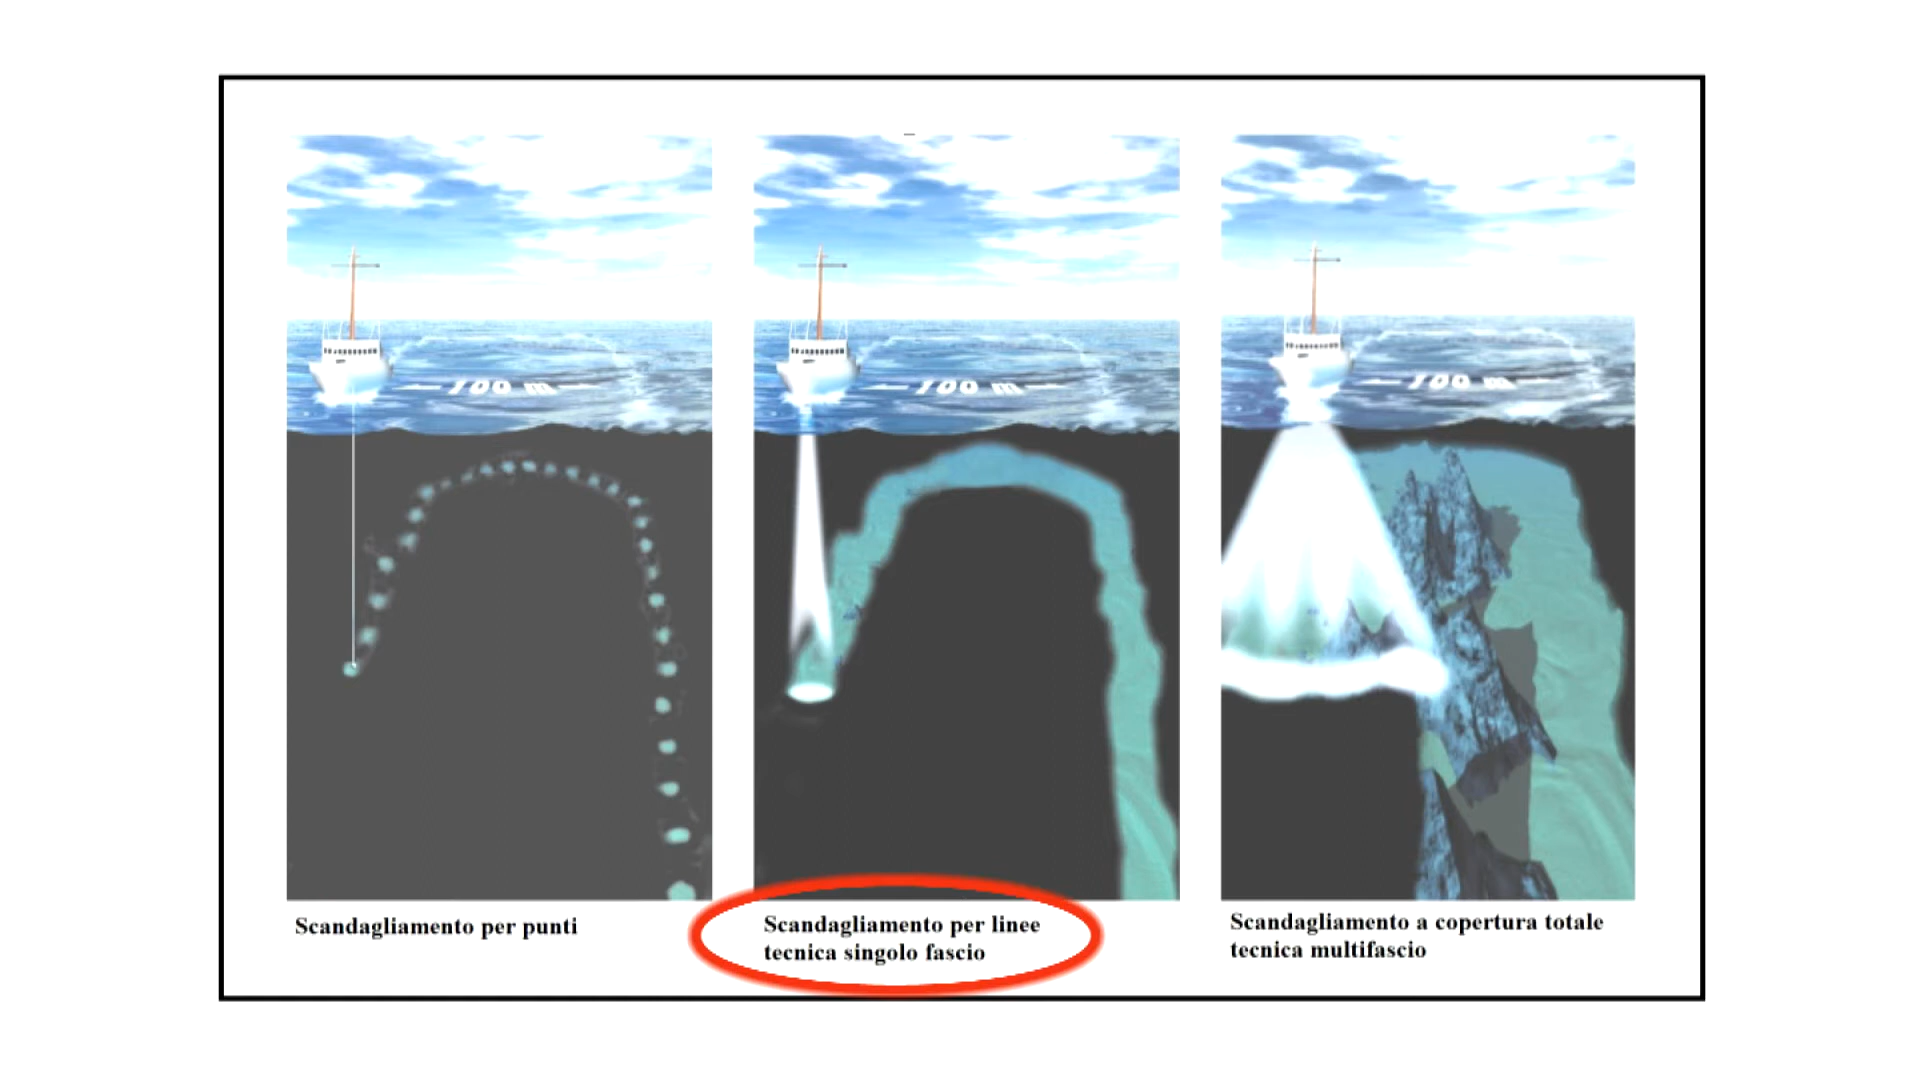 100 m
100 m
100 m
Scandagliamento per punti
Scandagliamento per linee
tecnica singolo fascio
Scandagliamento a copertura totale
tecnica multifascio